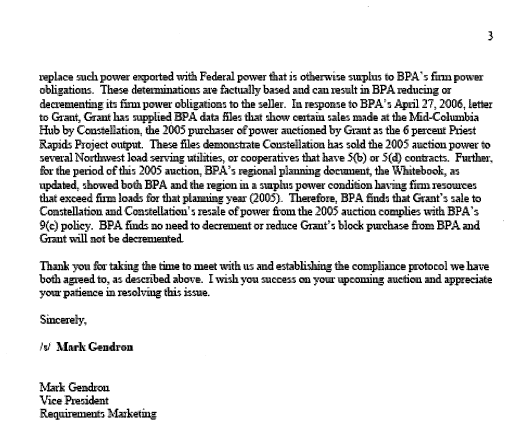 3
replace such power exported with Federal power that is otherwise surplus to BPA's firm power
obligations. These determinations are factually based and can result in BPA reducing or
decrementing its firm power obligations to the seller. In response to BPA's April 27, 2006, letter
to Grant, Grant has supplied BPA data files that show certain sales made at the Mid-Columbia
Hub by Constellation, the 2005 purchaser of power auctioned by Grant as the 6 percent Priest
Rapids Project output. These files demonstrate Constellation has sold the 2005 auction power to
several Northwest load serving utilities, or cooperatives that have 5(b) or 5(d) contracts. Further,
for the period of this 2005 auction, BPA's regional planning document, the Whitebook, as
updated, showed both BPA and the region in a surplus power condition having firm resources
that exceed firm loads for that planning year (2005). Therefore, BPA finds that Grant's sale to
Constellation and Constellation's resale of power from the 2005 auction complies with BPA's
9(c) policy. BPA finds no need to decrement or reduce Grant's block purchase from BPA and
Grant will not be decremented.
Thank you for taking the time to meet with us and establishing the compliance protocol we have
both agreed to, as described above. I wish you success on your upcoming auction and appreciate
your patience in resolving this issue.
Sincerely,
/s/ Mark Gendron
Mark Gendron
Vice President
Requirements Marketing